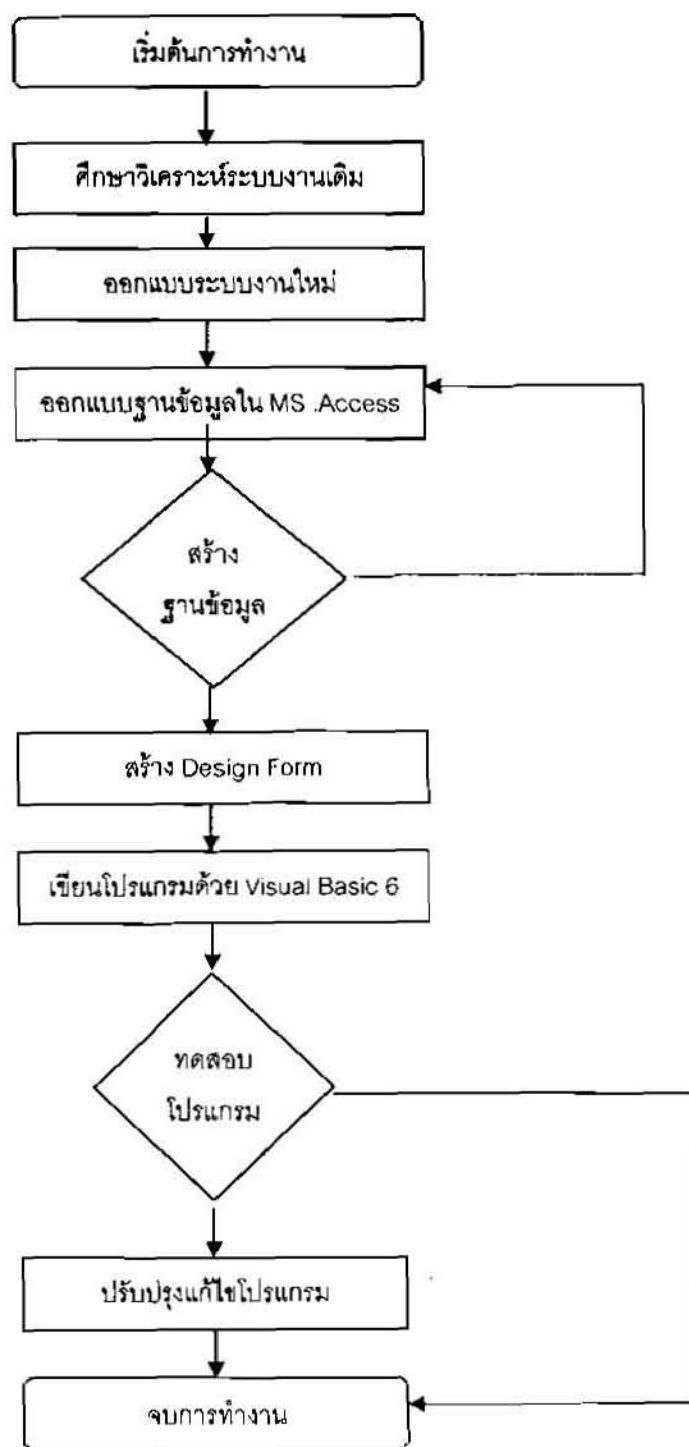 เริ่มต้นการทำงาน
ศึกษาวิเคราะห์ระบบงานเดิม
ออกแบบระบบงานใหม่
ออกแบบฐานข้อมูลใน MS .Access
สร้าง
ฐานข้อมูล
สร้าง Design Form
เขียนโปรแกรมด้วย Visual Basic 6
ทดสอบ
โปรแกรม
ปรับปรุงแก้ไขโปรแกรม
จบการทำงาน